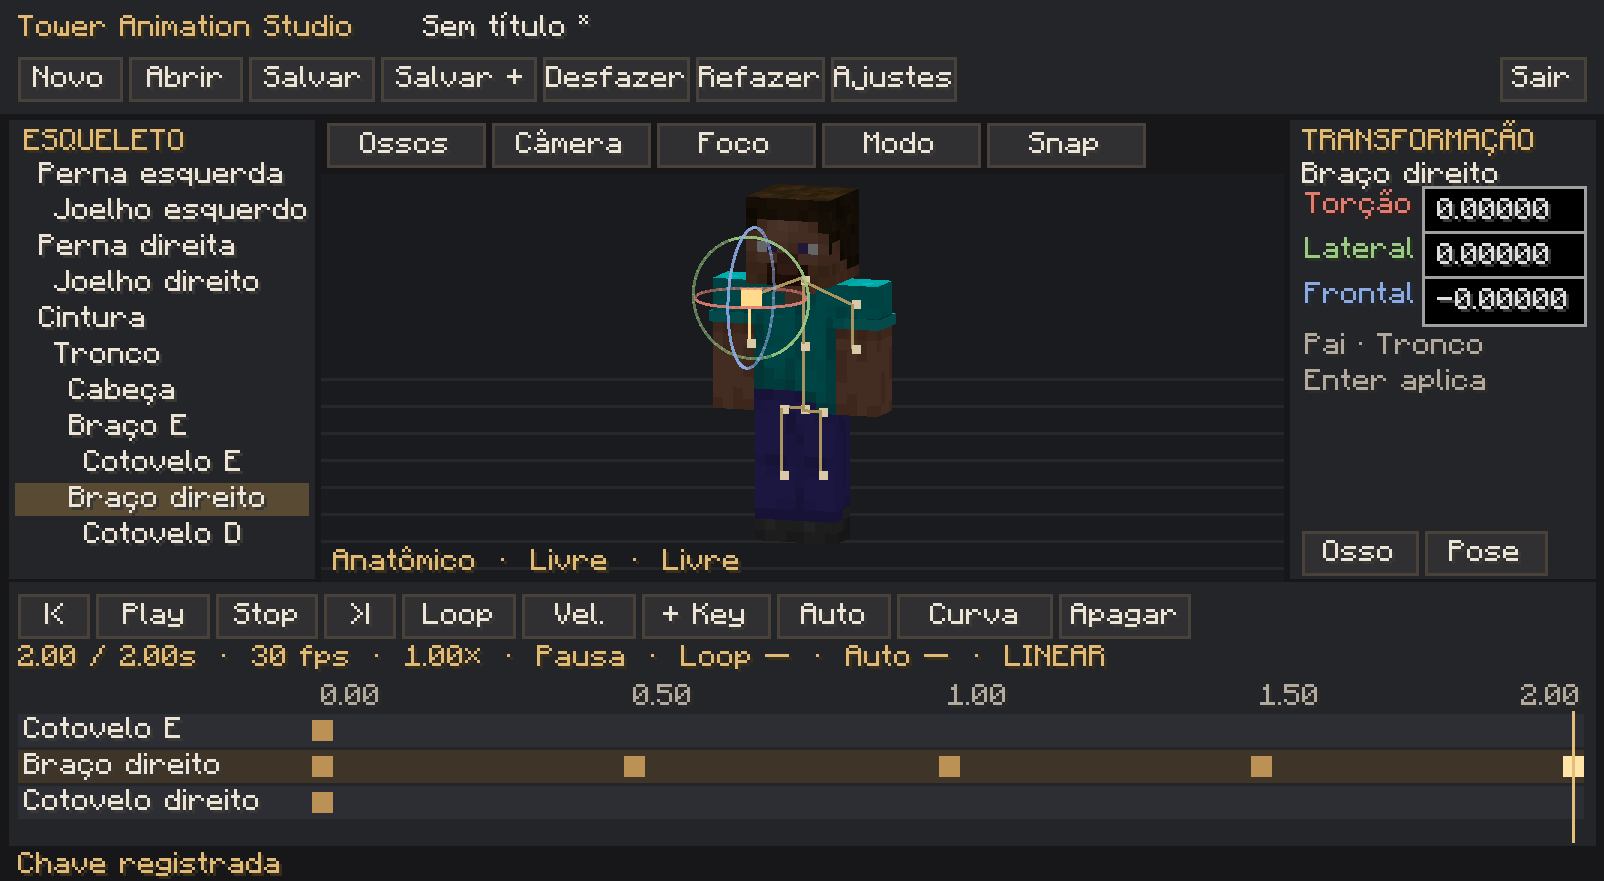 Tower Animation Studio Sem título *
Novo Abrir Salvar Salvar + Desfazer Refazer Ajustes Sair
ESQUELETO
Perna esquerda
Joelho esquerdo
Perna direita
Joelho direito
Cintura
Tronco
Cabeça
Braço E
Cotovelo E
Braço direito
Cotovelo D
Ossos Câmera Foco Modo Snap
Anatômico · Livre · Livre
TRANSFORMAÇÃO
Braço direito
Torção 0.00000
Lateral 0.00000
Frontal -0.00000
Pai · Tronco
Enter aplica
Osso Pose
K Play Stop >| Loop Vel. + Key Auto Curva Apagar
2.00 / 2.00s · 30 fps · 1.00x · Pausa · Loop — · Auto — · LINEAR
0.00 0.50 1.00 1.50 2.00
Cotovelo E
Braço direito
Cotovelo direito
Chave registrada